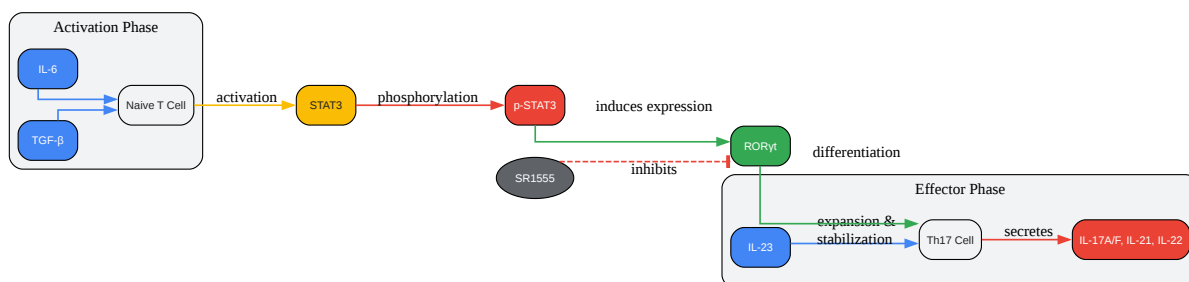 Activation Phase
IL-6
TGF-β
Naive T Cell
activation
STAT3
phosphorylation
p-STAT3
induces expression
SR1555
inhibits
RORγt
differentiation
Effector Phase
IL-23
expansion &
stabilization
Th17 Cell
secretes
IL-17A/F, IL-21, IL-22